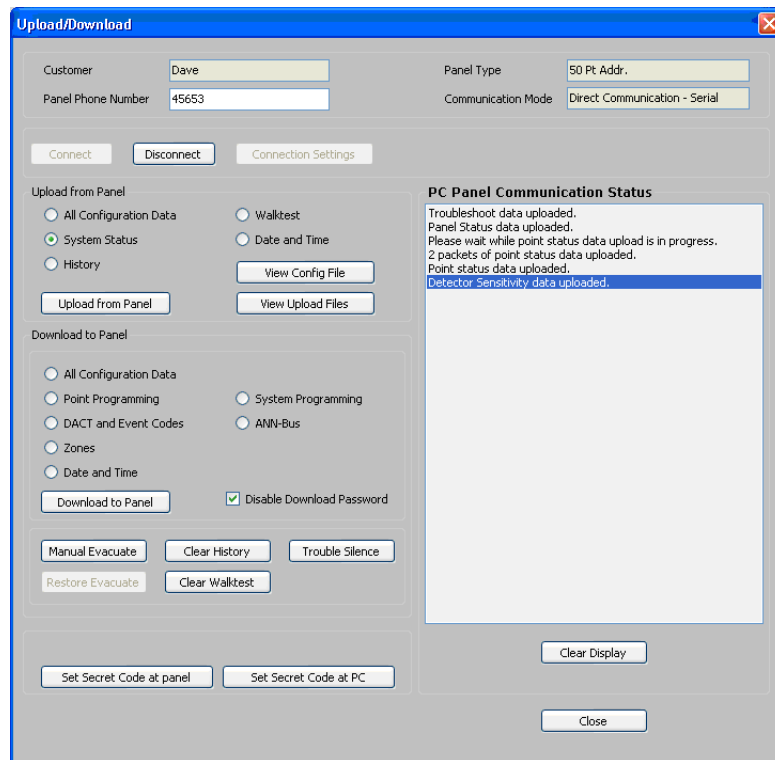 Upload/Download
Customer Dave Panel Type 50 Pt Addr.
Panel Phone Number 45653 Communication Mode Direct Communication - Serial
Connect Disconnect Connection Settings
Upload from Panel
All Configuration Data Walktest
System Status Date and Time
History View Config File
Upload from Panel View Upload Files
Download to Panel
All Configuration Data
Point Programming System Programming
DACT and Event Codes ANN-Bus
Zones
Date and Time
Download to Panel Disable Download Password
Manual Evacuate Clear History Trouble Silence
Restore Evacuate Clear Walktest
Set Secret Code at panel Set Secret Code at PC
PC Panel Communication Status
Troubleshoot data uploaded.
Panel Status data uploaded.
Please wait while point status data upload is in progress.
2 packets of point status data uploaded.
Point status data uploaded.
Detector Sensitivity data uploaded.
Clear Display
Close